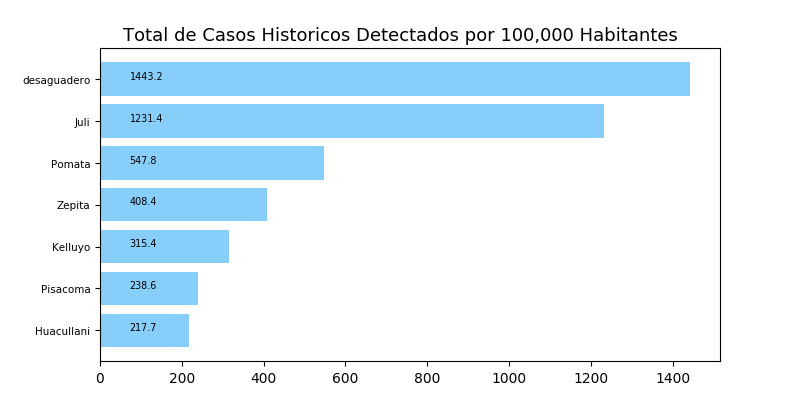 Total de Casos Historicos Detectados por 100,000 Habitantes
desaguadero 1443.2
Juli 1231.4
Pomata 547.8
Zepita 408.4
Kelluyo 315.4
Pisacoma 238.6
Huacullani 217.7
0 200 400 600 800 1000 1200 1400